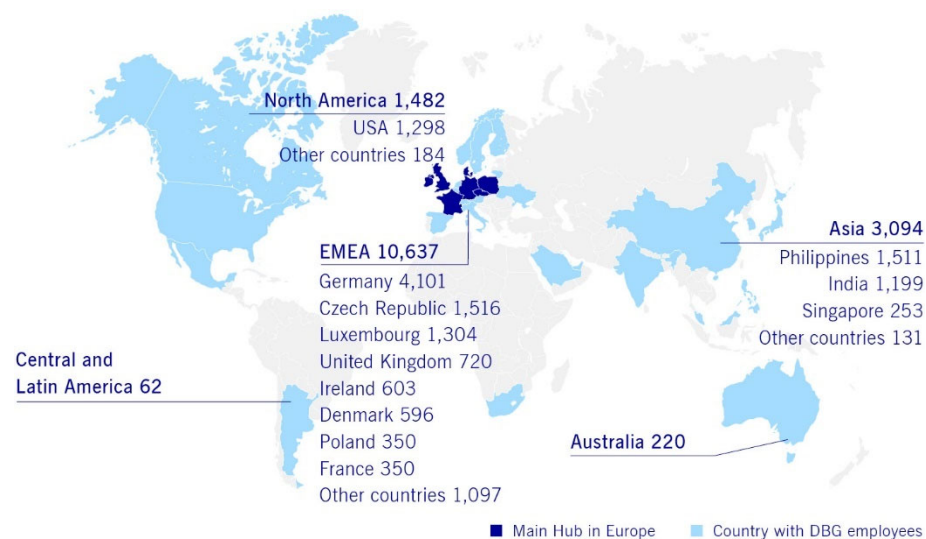 North America 1,482
USA 1,298
Other countries 184
EMEA 10,637
Germany 4,101
Czech Republic 1,516
Luxembourg 1,304
United Kingdom 720
Ireland 603
Denmark 596
Poland 350
France 350
Other countries 1,097
Asia 3,094
Philippines 1,511
India 1,199
Singapore 253
Other countries 131
Central and
Latin America 62
Australia 220
Main Hub in Europe
Country with DBG employees